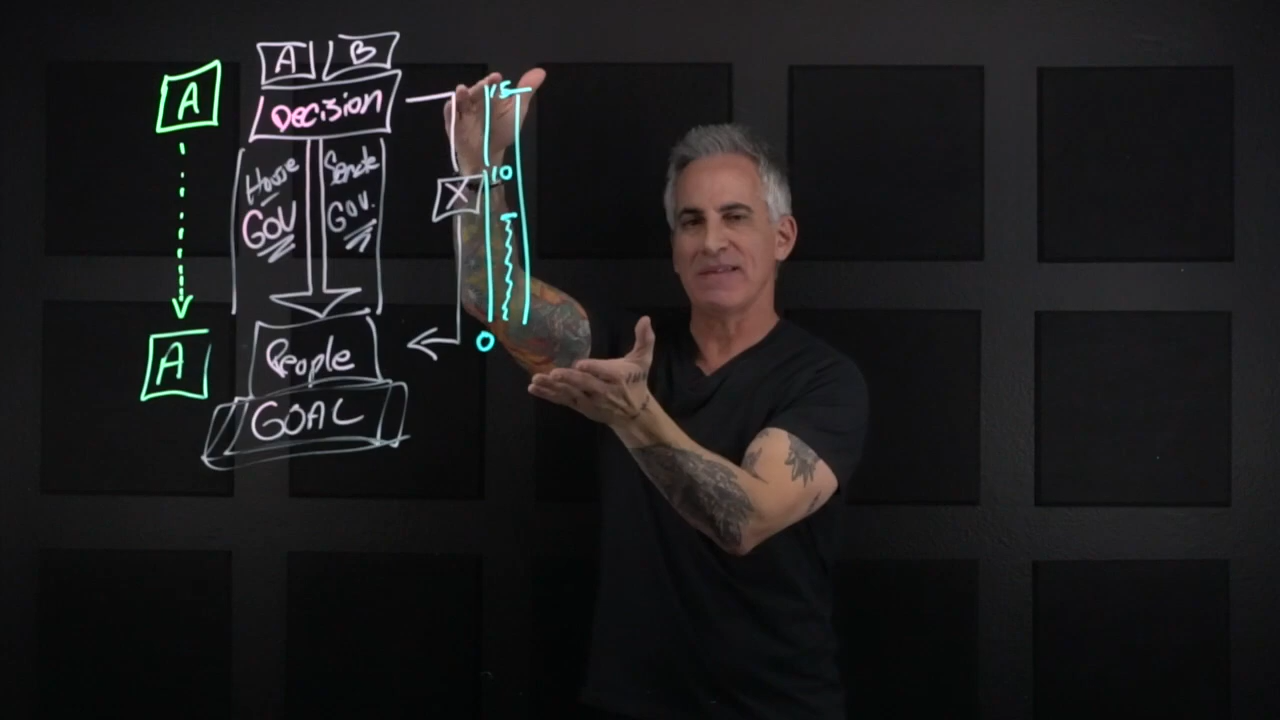 A B
A
Decision
15
House
GOV
Senate
GOV.
10
X
0
People
A
GOAL